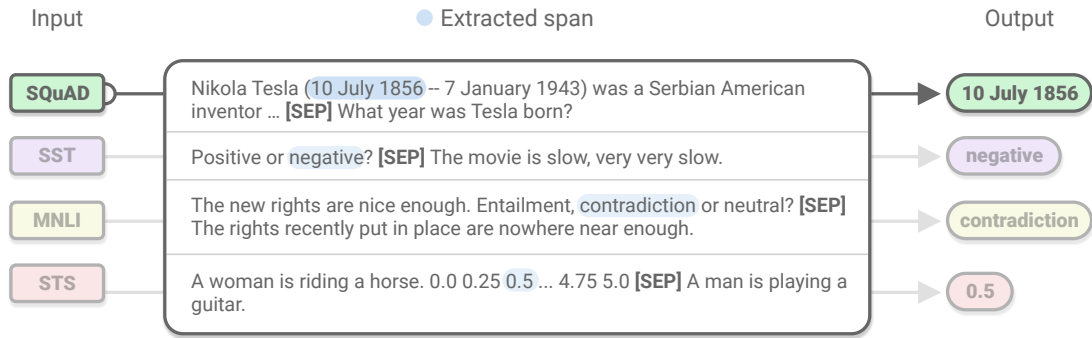 Input Extracted span Output
SQuAD
Nikola Tesla (10 July 1856 -- 7 January 1943) was a Serbian American
inventor ... [SEP] What year was Tesla born?
10 July 1856
SST
Positive or negative? [SEP] The movie is slow, very very slow.
negative
MNLI
The new rights are nice enough. Entailment, contradiction or neutral? [SEP]
The rights recently put in place are nowhere near enough.
contradiction
STS
A woman is riding a horse. 0.0 0.25 0.5 ... 4.75 5.0 [SEP] A man is playing a
guitar.
0.5